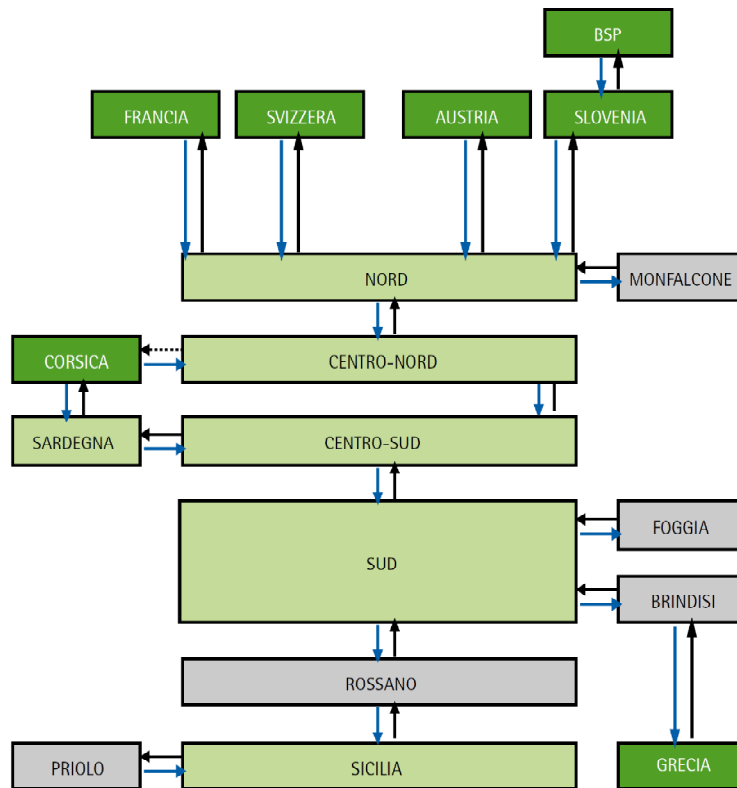 BSP
FRANCIA
SVIZZERA
AUSTRIA
SLOVENIA
NORD
MONFALCONE
CORSICA
CENTRO-NORD
SARDEGNA
CENTRO-SUD
SUD
FOGGIA
BRINDISI
ROSSANO
PRIOLO
SICILIA
GRECIA